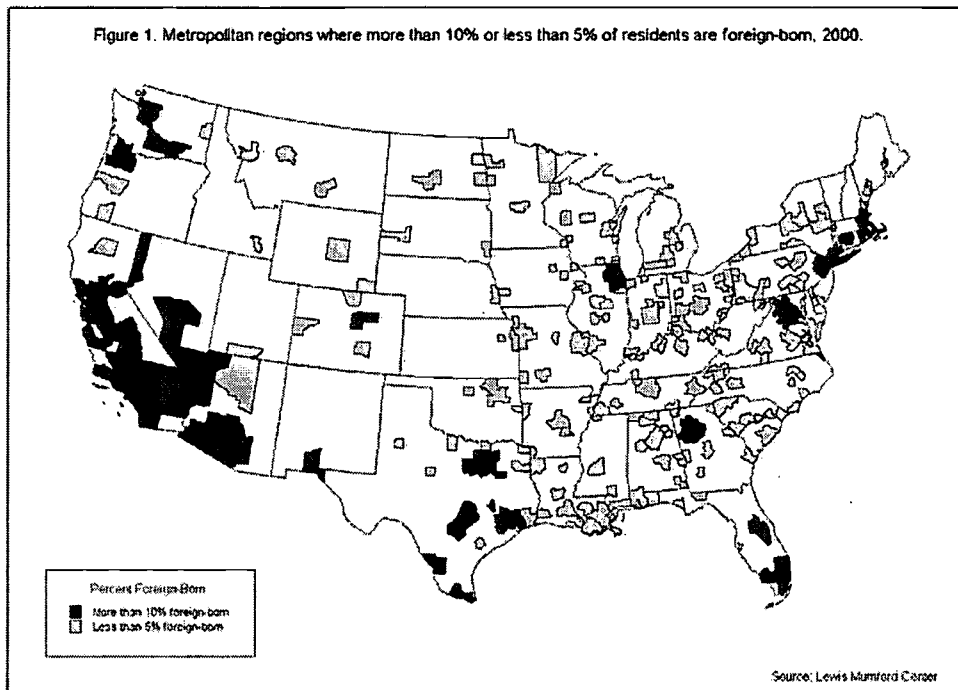 Figure 1. Metropolitan regions where more than 10% or less than 5% of residents are foreign-born, 2000.
Percent Foreign-Born
More than 10% foreign-born
Less than 5% foreign-born
Source: Lewis Mumford Center